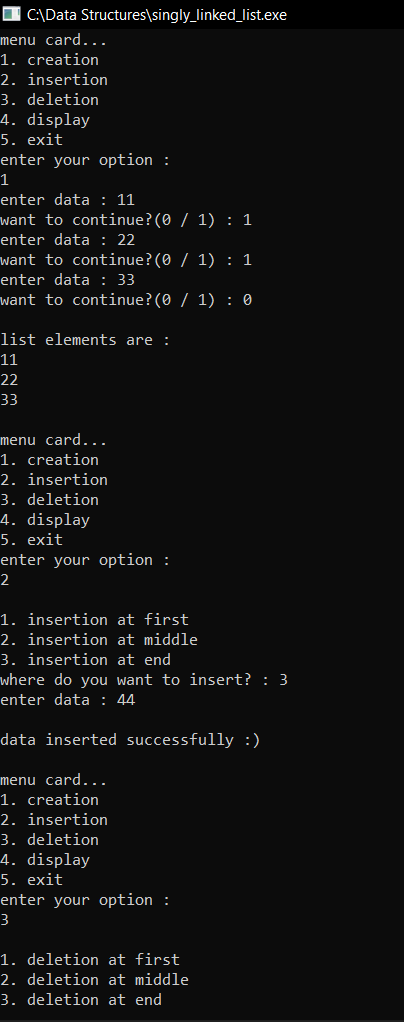 C:\Data Structures\singly_linked_list.exe
menu card...
1. creation
2. insertion
3. deletion
4. display
5. exit
enter your option :
1
enter data : 11
want to continue?(0 / 1) : 1
enter data : 22
want to continue?(0 / 1) : 1
enter data : 33
want to continue?(0 / 1) : 0
list elements are :
11
22
33
menu card...
1. creation
2. insertion
3. deletion
4. display
5. exit
enter your option :
2
1. insertion at first
2. insertion at middle
3. insertion at end
where do you want to insert? : 3
enter data : 44
data inserted successfully :)
menu card...
1. creation
2. insertion
3. deletion
4. display
5. exit
enter your option :
3
1. deletion at first
2. deletion at middle
3. deletion at end